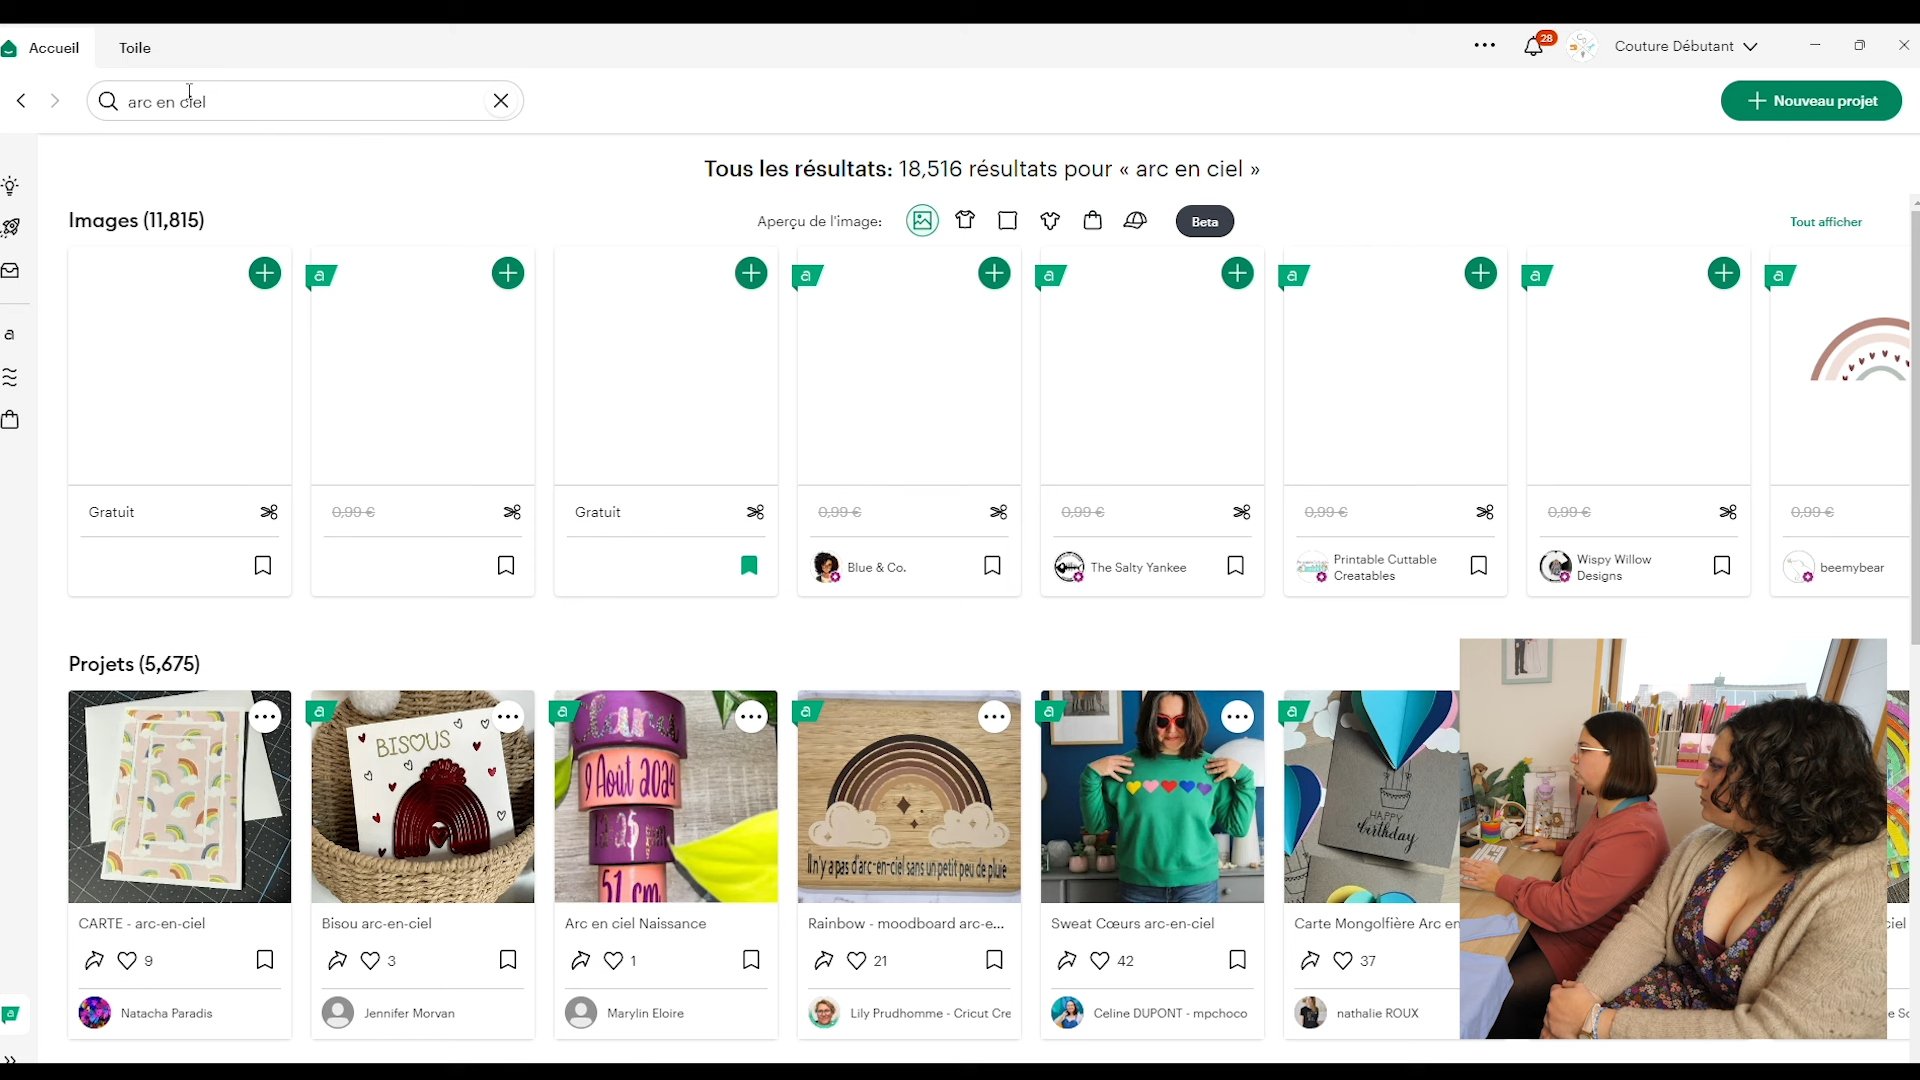 Accueil
Toile
28
Couture Débutant
arc en ciel
Nouveau projet
Tous les résultats: 18,516 résultats pour « arc en ciel »
Images (11,815)
Aperçu de l'image:
Beta
Tout afficher
a a a a a a
a
Gratuit
0,99 €
Gratuit
0,99 €
0,99 €
0,99 €
0,99 €
0,99 €
Blue & Co.
The Salty Yankee
Printable Cuttable
Creatables
Wispy Willow
Designs
beemybear
Projets (5,675)
a a a a a
BISOUS
Clara
9 Août 2024
51 cm
Il n'y a pas d'arc-en-ciel sans un petit peu de pluie
HAPPY
birthday
CARTE - arc-en-ciel
Bisou arc-en-ciel
Arc en ciel Naissance
Rainbow - moodboard arc-e...
Sweat Cœurs arc-en-ciel
Carte Mongolfière Arc en
ciel
9
3
1
21
42
37
Natacha Paradis
Jennifer Morvan
Marylin Eloire
Lily Prudhomme - Cricut Cre
Celine DUPONT - mpchoco
nathalie ROUX
a